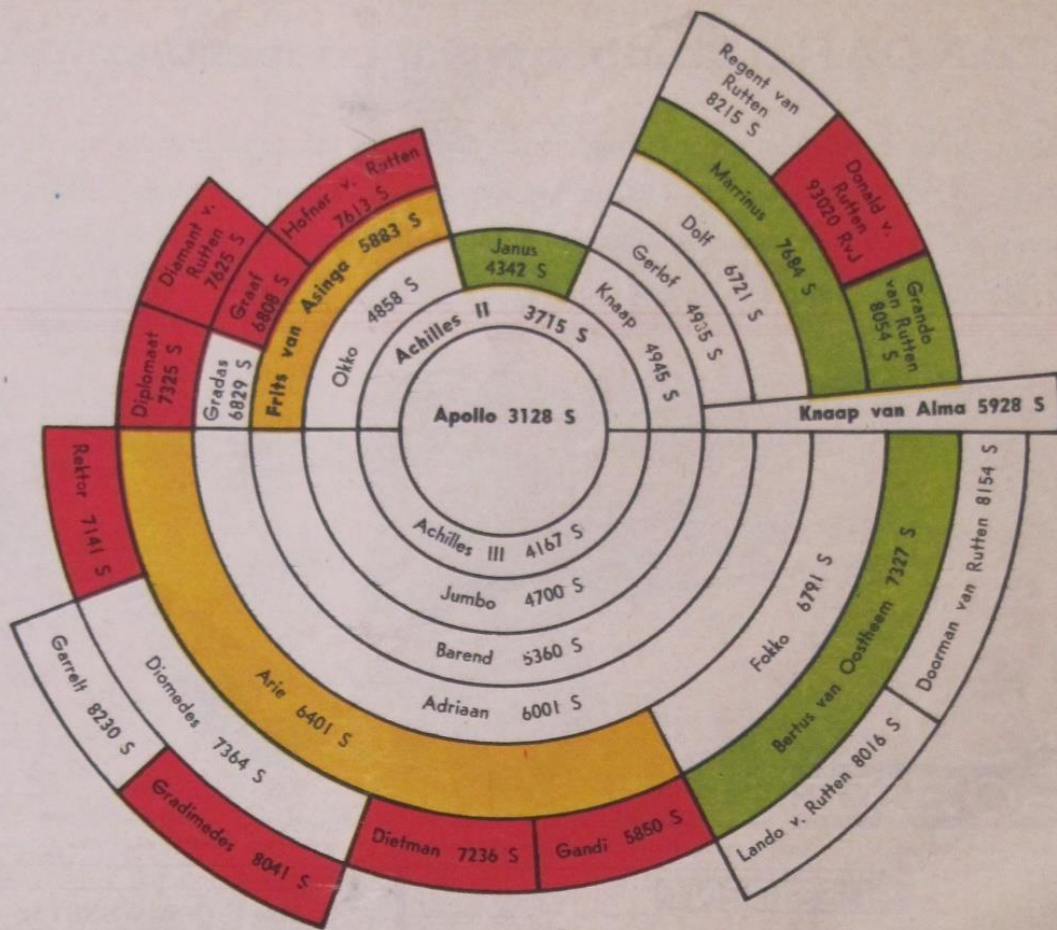 Apollo 3128 S
Achilles II 3715 S
Janus
4342 S
Okko 4858 S
Frits van Asinga 5883 S
Hofnar v. Rutten
7613 S
Graaf
6808 S
Diamant v.
Rutten
7625 S
Gradas
6829 S
Diplomaat
7325 S
Knaap 4945 S
Gerlof 4935 S
Dolf 6721 S
Marrinus 7684 S
Regent van
Rutten
8215 S
Donald v.
Rutten
93020 RvJ
Grando
van Rutten
8054 S
Knaap van Alma 5928 S
Achilles III 4167 S
Jumbo 4700 S
Barend 5360 S
Adriaan 6001 S
Arie 6401 S
Rektor 7141 S
Diomedes 7364 S
Garrelt 8230 S
Gradimedes 8041 S
Dietman 7236 S
Gandi 5850 S
Fokko 6791 S
Bertus van Oostheem 7327 S
Lando v. Rutten 8016 S
Doorman van Rutten 8154 S